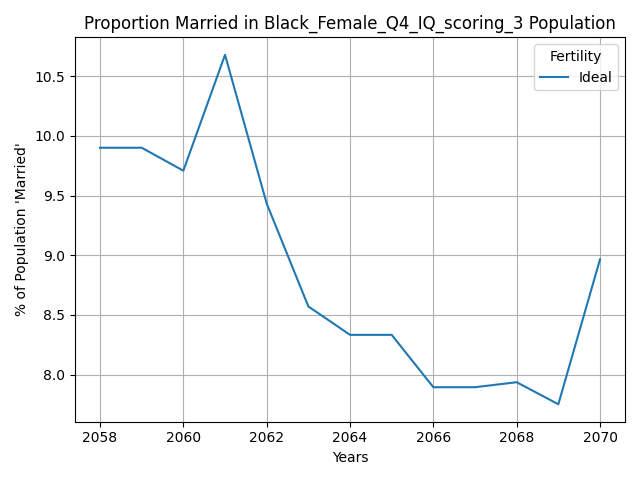 Proportion Married in Black_Female_Q4_IQ_scoring_3 Population
Fertility
Ideal
% of Population 'Married'
10.5
10.0
9.5
9.0
8.5
8.0
2058 2060 2062 2064 2066 2068 2070
Years